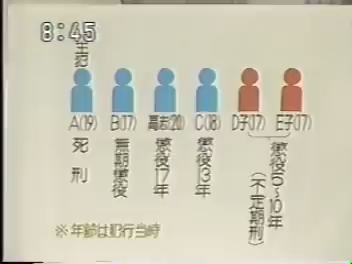 8:45
主犯
A(19)
B(17)
高志(20)
C(18)
D子(17)
E子(17)
死刑
無期懲役
懲役17年
懲役13年
懲役5〜10年
(不定期刑)
※年齢は犯行当時